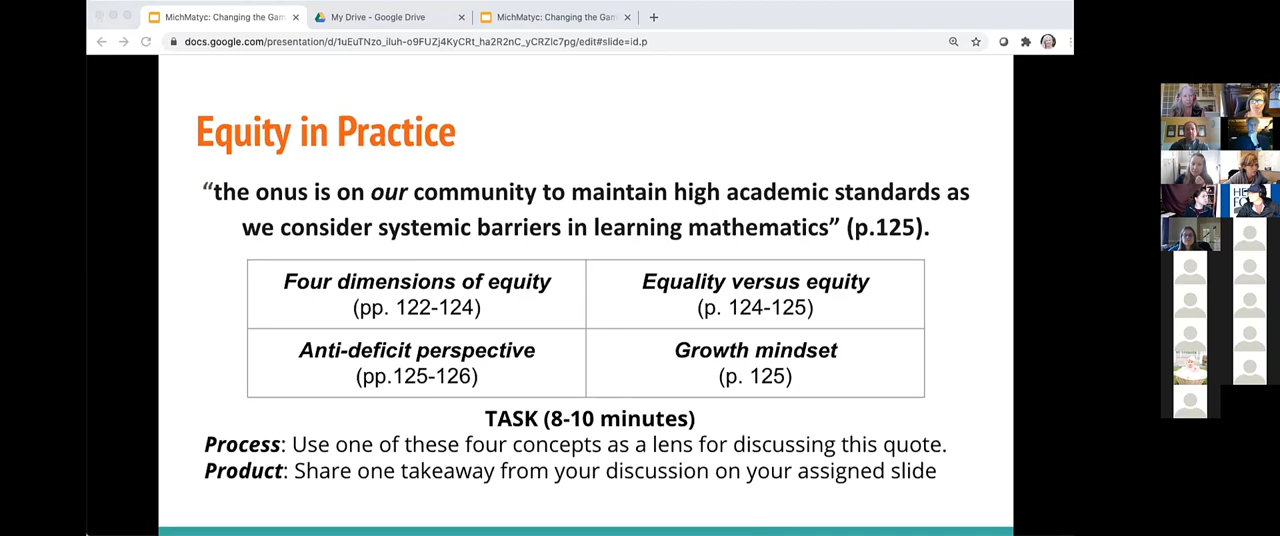 MichMatyc: Changing the Gam
My Drive - Google Drive
MichMatyc: Changing the Gam
docs.google.com/presentation/d/1uEuTNzo_iluh-o9FUZj4KyCRt_ha2R2nC_yCRZlc7pg/edit#slide=id.p
Equity in Practice
“the onus is on our community to maintain high academic standards as
we consider systemic barriers in learning mathematics” (p.125).
Four dimensions of equity
(pp. 122-124)
Equality versus equity
(p. 124-125)
Anti-deficit perspective
(pp.125-126)
Growth mindset
(p. 125)
TASK (8-10 minutes)
Process: Use one of these four concepts as a lens for discussing this quote.
Product: Share one takeaway from your discussion on your assigned slide